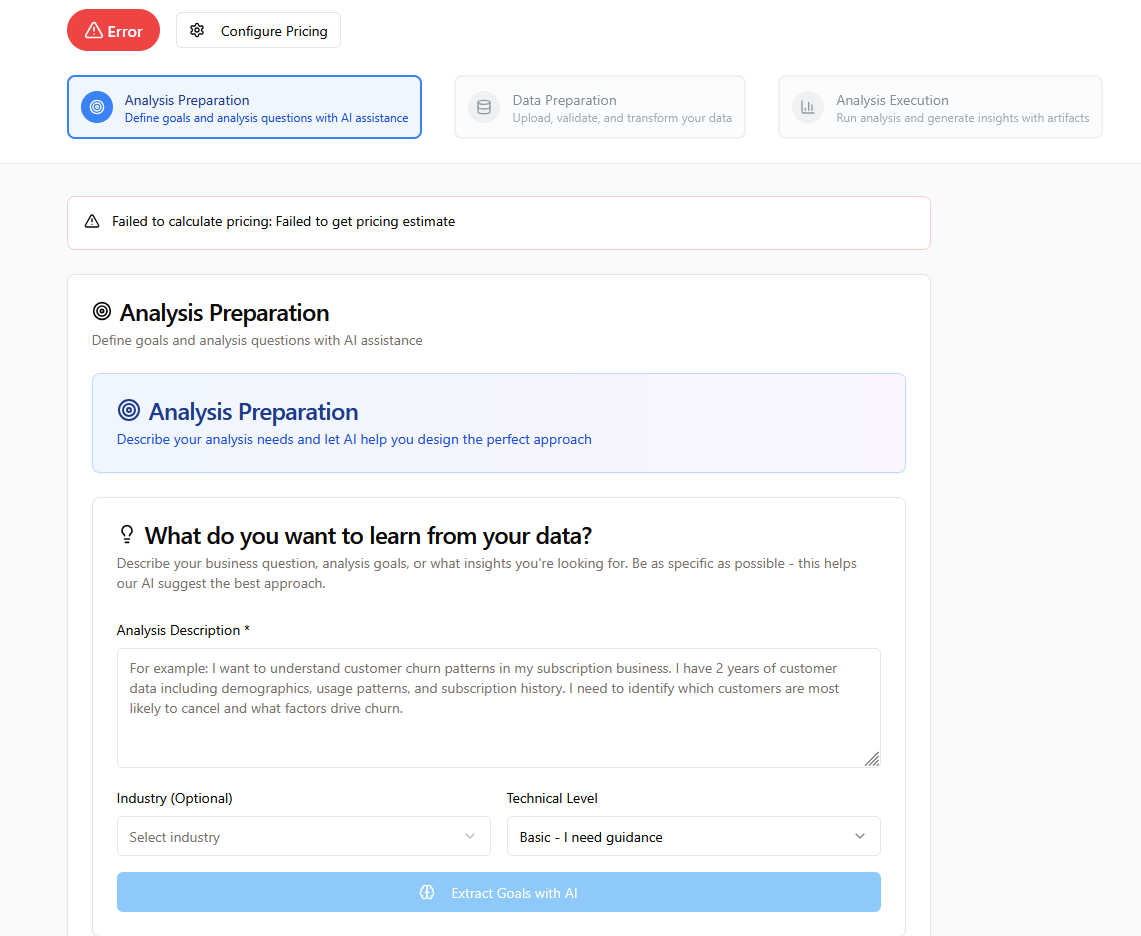 Error
Configure Pricing
Analysis Preparation
Define goals and analysis questions with AI assistance
Data Preparation
Upload, validate, and transform your data
Analysis Execution
Run analysis and generate insights with artifacts
Failed to calculate pricing: Failed to get pricing estimate
Analysis Preparation
Define goals and analysis questions with AI assistance
Analysis Preparation
Describe your analysis needs and let AI help you design the perfect approach
What do you want to learn from your data?
Describe your business question, analysis goals, or what insights you're looking for. Be as specific as possible - this helps
our AI suggest the best approach.
Analysis Description *
For example: I want to understand customer churn patterns in my subscription business. I have 2 years of customer
data including demographics, usage patterns, and subscription history. I need to identify which customers are most
likely to cancel and what factors drive churn.
Industry (Optional)
Technical Level
Select industry
Basic - I need guidance
Extract Goals with AI